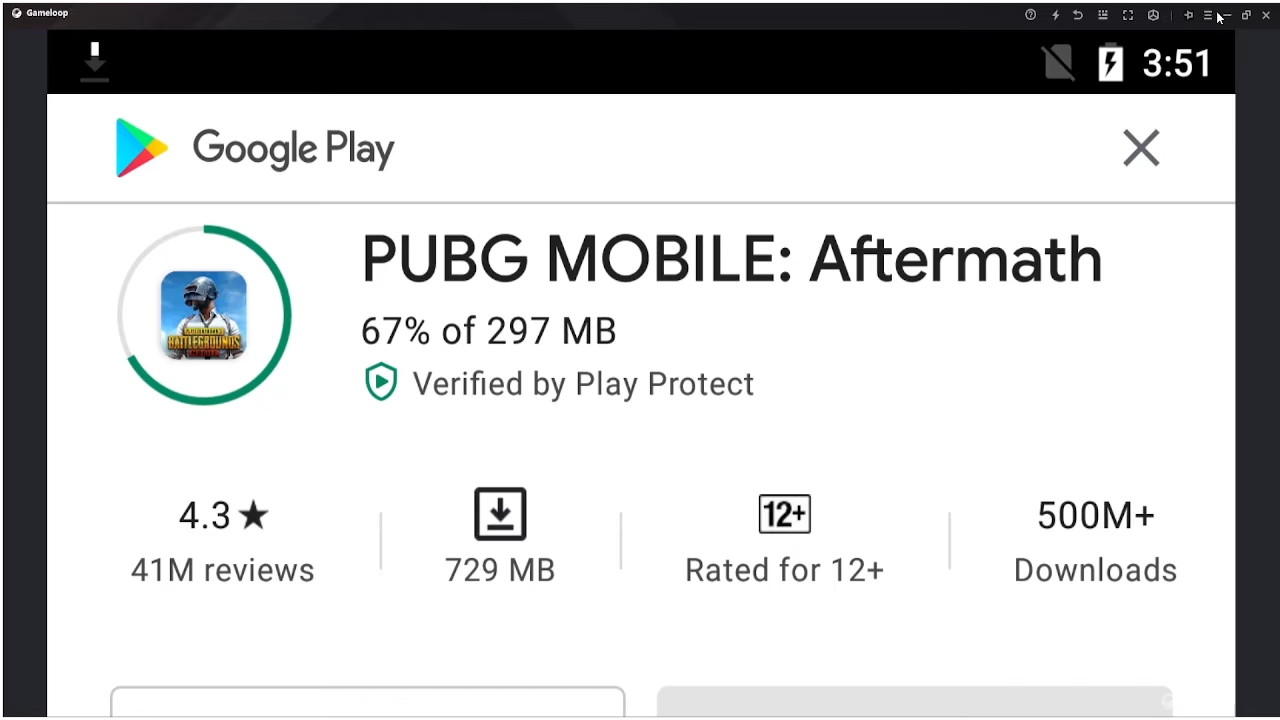 Gameloop
3:51
Google Play
PUBG MOBILE: Aftermath
67% of 297 MB
Verified by Play Protect
BATTLEGROUNDS
4.3★
41M reviews
729 MB
12+
Rated for 12+
500M+
Downloads